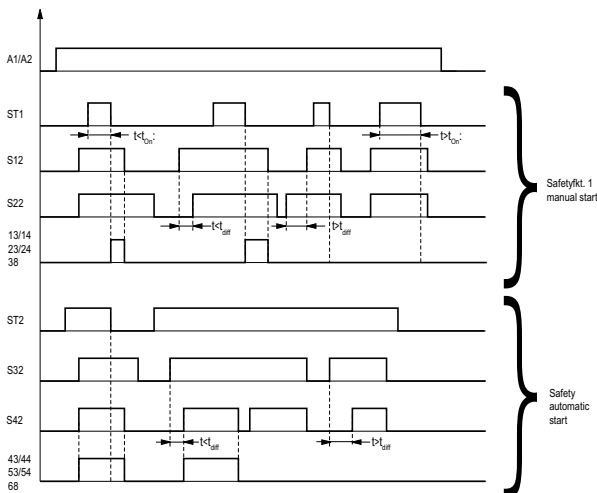 A1/A2
ST1
t<tOn:
t>tOn:
S12
S22
t<tdiff
t>tdiff
13/14
23/24
38
Safetyfkt. 1
manual start
ST2
S32
S42
t<tdiff
t>tdiff
43/44
53/54
68
Safety
automatic
start